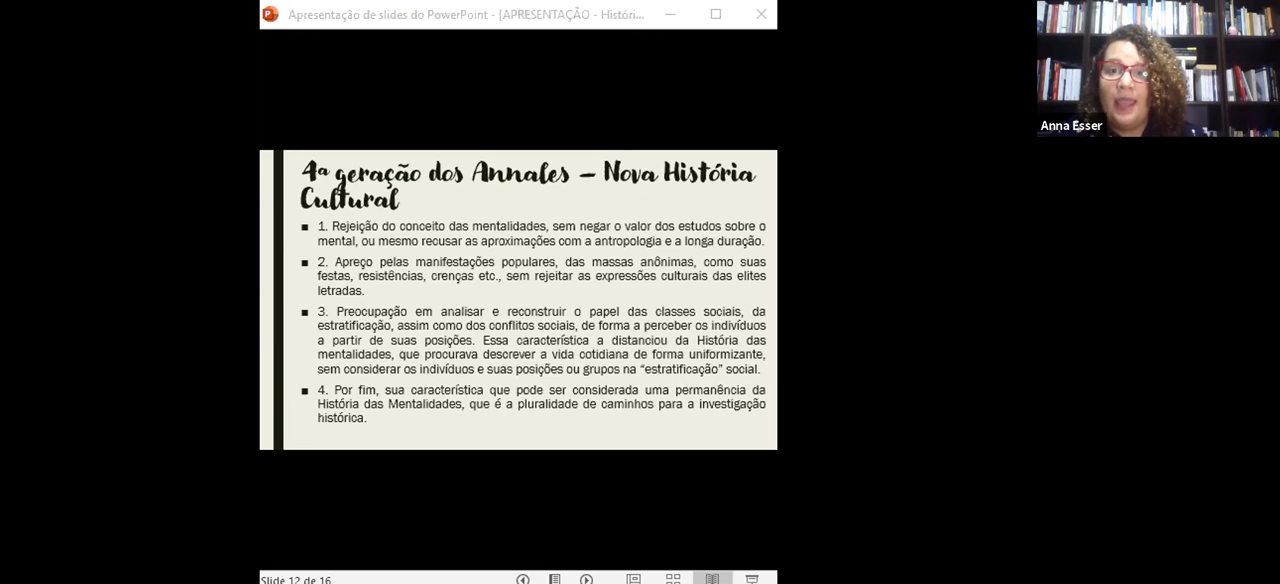 Apresentação de slides do PowerPoint - [APRESENTAÇÃO - Históri...
Anna Esser
4ª geração dos Annales – Nova História
Cultural
■ 1. Rejeição do conceito das mentalidades, sem negar o valor dos estudos sobre o
mental, ou mesmo recusar as aproximações com a antropologia e a longa duração.
■ 2. Apreço pelas manifestações populares, das massas anônimas, como suas
festas, resistências, crenças etc., sem rejeitar as expressões culturais das elites
letradas.
■ 3. Preocupação em analisar e reconstruir o papel das classes sociais, da
estratificação, assim como dos conflitos sociais, de forma a perceber os indivíduos
a partir de suas posições. Essa característica a distanciou da História das
mentalidades, que procurava descrever a vida cotidiana de forma uniformizante,
sem considerar os indivíduos e suas posições ou grupos na “estratificação” social.
■ 4. Por fim, sua característica que pode ser considerada uma permanência da
História das Mentalidades, que é a pluralidade de caminhos para a investigação
histórica.
Slide 12 de 16